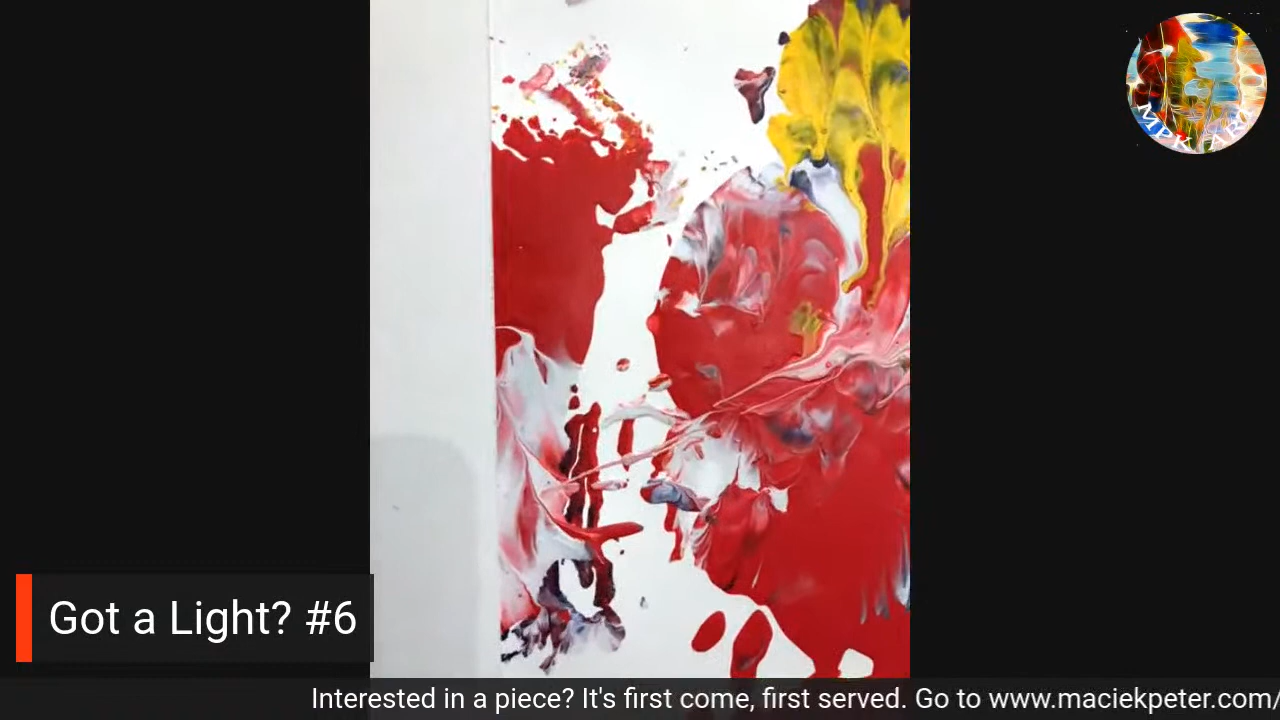 Got a Light? #6
Interested in a piece? It's first come, first served. Go to www.maciekpeter.com/